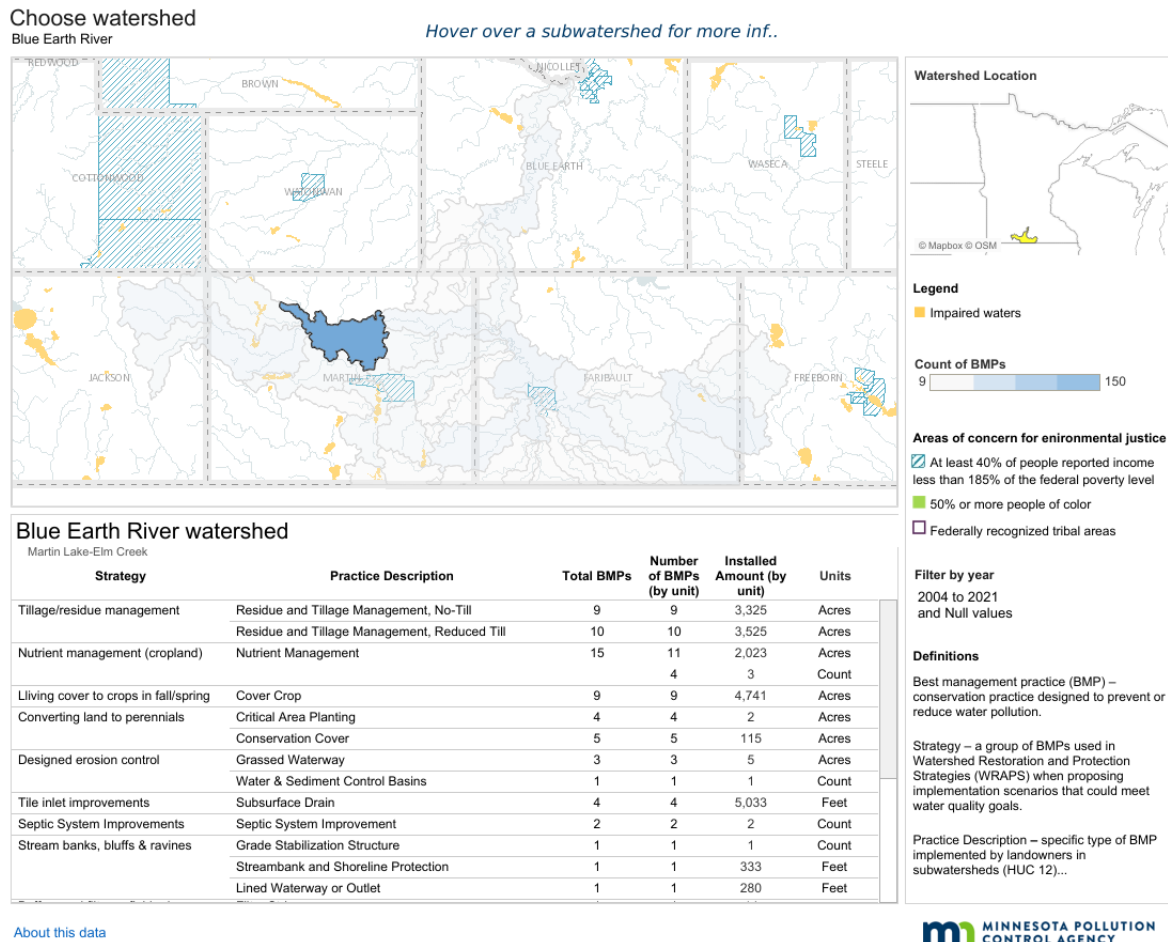 Choose watershed
Blue Earth River
Hover over a subwatershed for more inf..
REDWOOD
BROWN
NICOLLET
COTTONWOOD
WATONWAN
BLUE EARTH
WASECA
STEELE
JACKSON
MARTIN
FARIBAULT
FREEBORN
Watershed Location
© Mapbox © OSM
Legend
Impaired waters
Count of BMPs
9 150
Areas of concern for enironmental justice
At least 40% of people reported income
less than 185% of the federal poverty level
50% or more people of color
Federally recognized tribal areas
Filter by year
2004 to 2021
and Null values
Definitions
Best management practice (BMP) –
conservation practice designed to prevent or
reduce water pollution.
Strategy – a group of BMPs used in
Watershed Restoration and Protection
Strategies (WRAPS) when proposing
implementation scenarios that could meet
water quality goals.
Practice Description – specific type of BMP
implemented by landowners in
subwatersheds (HUC 12)...
Blue Earth River watershed
Martin Lake-Elm Creek
Strategy Practice Description Total BMPs Number of BMPs (by unit) Installed Amount (by unit) Units
Tillage/residue management Residue and Tillage Management, No-Till 9 9 3,325 Acres
Residue and Tillage Management, Reduced Till 10 10 3,525 Acres
Nutrient management (cropland) Nutrient Management 15 11 2,023 Acres
4 3 Count
Lliving cover to crops in fall/spring Cover Crop 9 9 4,741 Acres
Converting land to perennials Critical Area Planting 4 4 2 Acres
Conservation Cover 5 5 115 Acres
Designed erosion control Grassed Waterway 3 3 5 Acres
Water & Sediment Control Basins 1 1 1 Count
Tile inlet improvements Subsurface Drain 4 4 5,033 Feet
Septic System Improvements Septic System Improvement 2 2 2 Count
Stream banks, bluffs & ravines Grade Stabilization Structure 1 1 1 Count
Streambank and Shoreline Protection 1 1 333 Feet
Lined Waterway or Outlet 1 1 280 Feet
About this data
MINNESOTA POLLUTION
CONTROL AGENCY